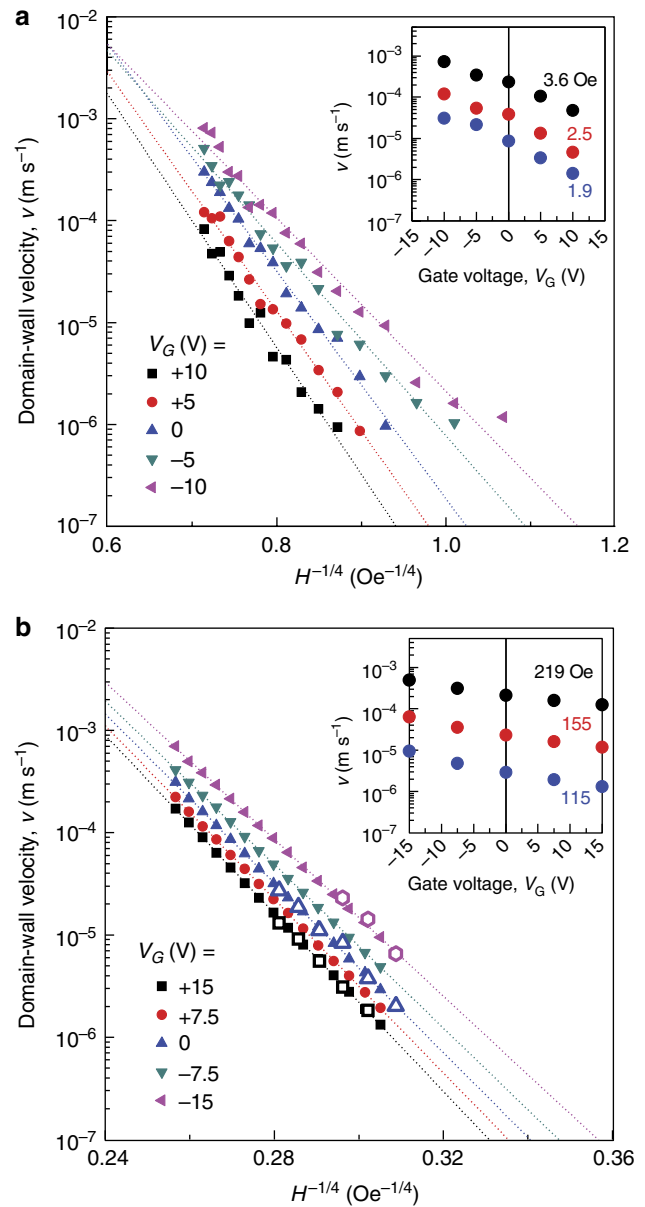 a
10⁻²
10⁻³
10⁻⁴
10⁻⁵
10⁻⁶
10⁻⁷
Domain-wall velocity, v (m s⁻¹)
V_G (V) =
+10
+5
0
−5
−10
0.6 0.8 1.0 1.2
H⁻¹/⁴ (Oe⁻¹/⁴)
10⁻³
10⁻⁴
10⁻⁵
10⁻⁶
10⁻⁷
v (m s⁻¹)
3.6 Oe
2.5
1.9
−15 −10 −5 0 5 10 15
Gate voltage, V_G (V)
b
10⁻²
10⁻³
10⁻⁴
10⁻⁵
10⁻⁶
10⁻⁷
Domain-wall velocity, v (m s⁻¹)
V_G (V) =
+15
+7.5
0
−7.5
−15
0.24 0.28 0.32 0.36
H⁻¹/⁴ (Oe⁻¹/⁴)
10⁻³
10⁻⁴
10⁻⁵
10⁻⁶
10⁻⁷
v (m s⁻¹)
219 Oe
155
115
−15 −10 −5 0 5 10 15
Gate voltage, V_G (V)